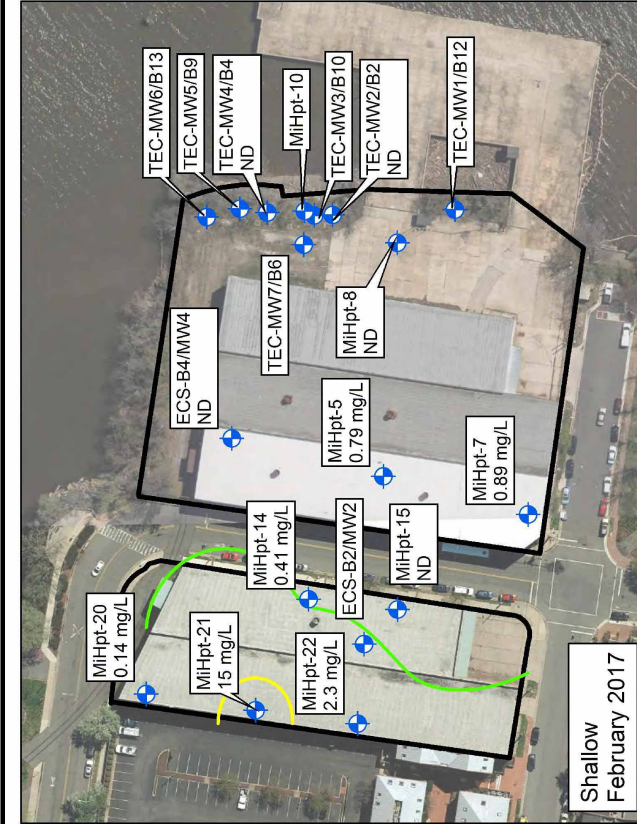 TEC-MW6/B13
TEC-MW5/B9
TEC-MW4/B4
ND
MiHpt-10
TEC-MW3/B10
TEC-MW2/B2
ND
TEC-MW1/B12
TEC-MW7/B6
MiHpt-8
ND
ECS-B4/MW4
ND
MiHpt-5
0.79 mg/L
MiHpt-7
0.89 mg/L
MiHpt-20
0.14 mg/L
MiHpt-21
15 mg/L
MiHpt-14
0.41 mg/L
MiHpt-22
2.3 mg/L
ECS-B2/MW2
MiHpt-15
ND
Shallow
February 2017